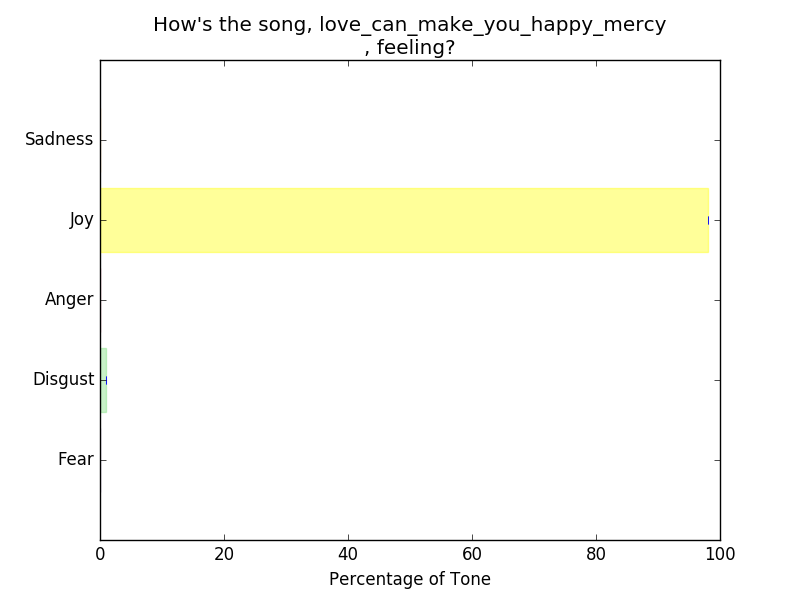 How's the song, love_can_make_you_happy_mercy
, feeling?
Sadness
Joy
Anger
Disgust
Fear
0 20 40 60 80 100
Percentage of Tone